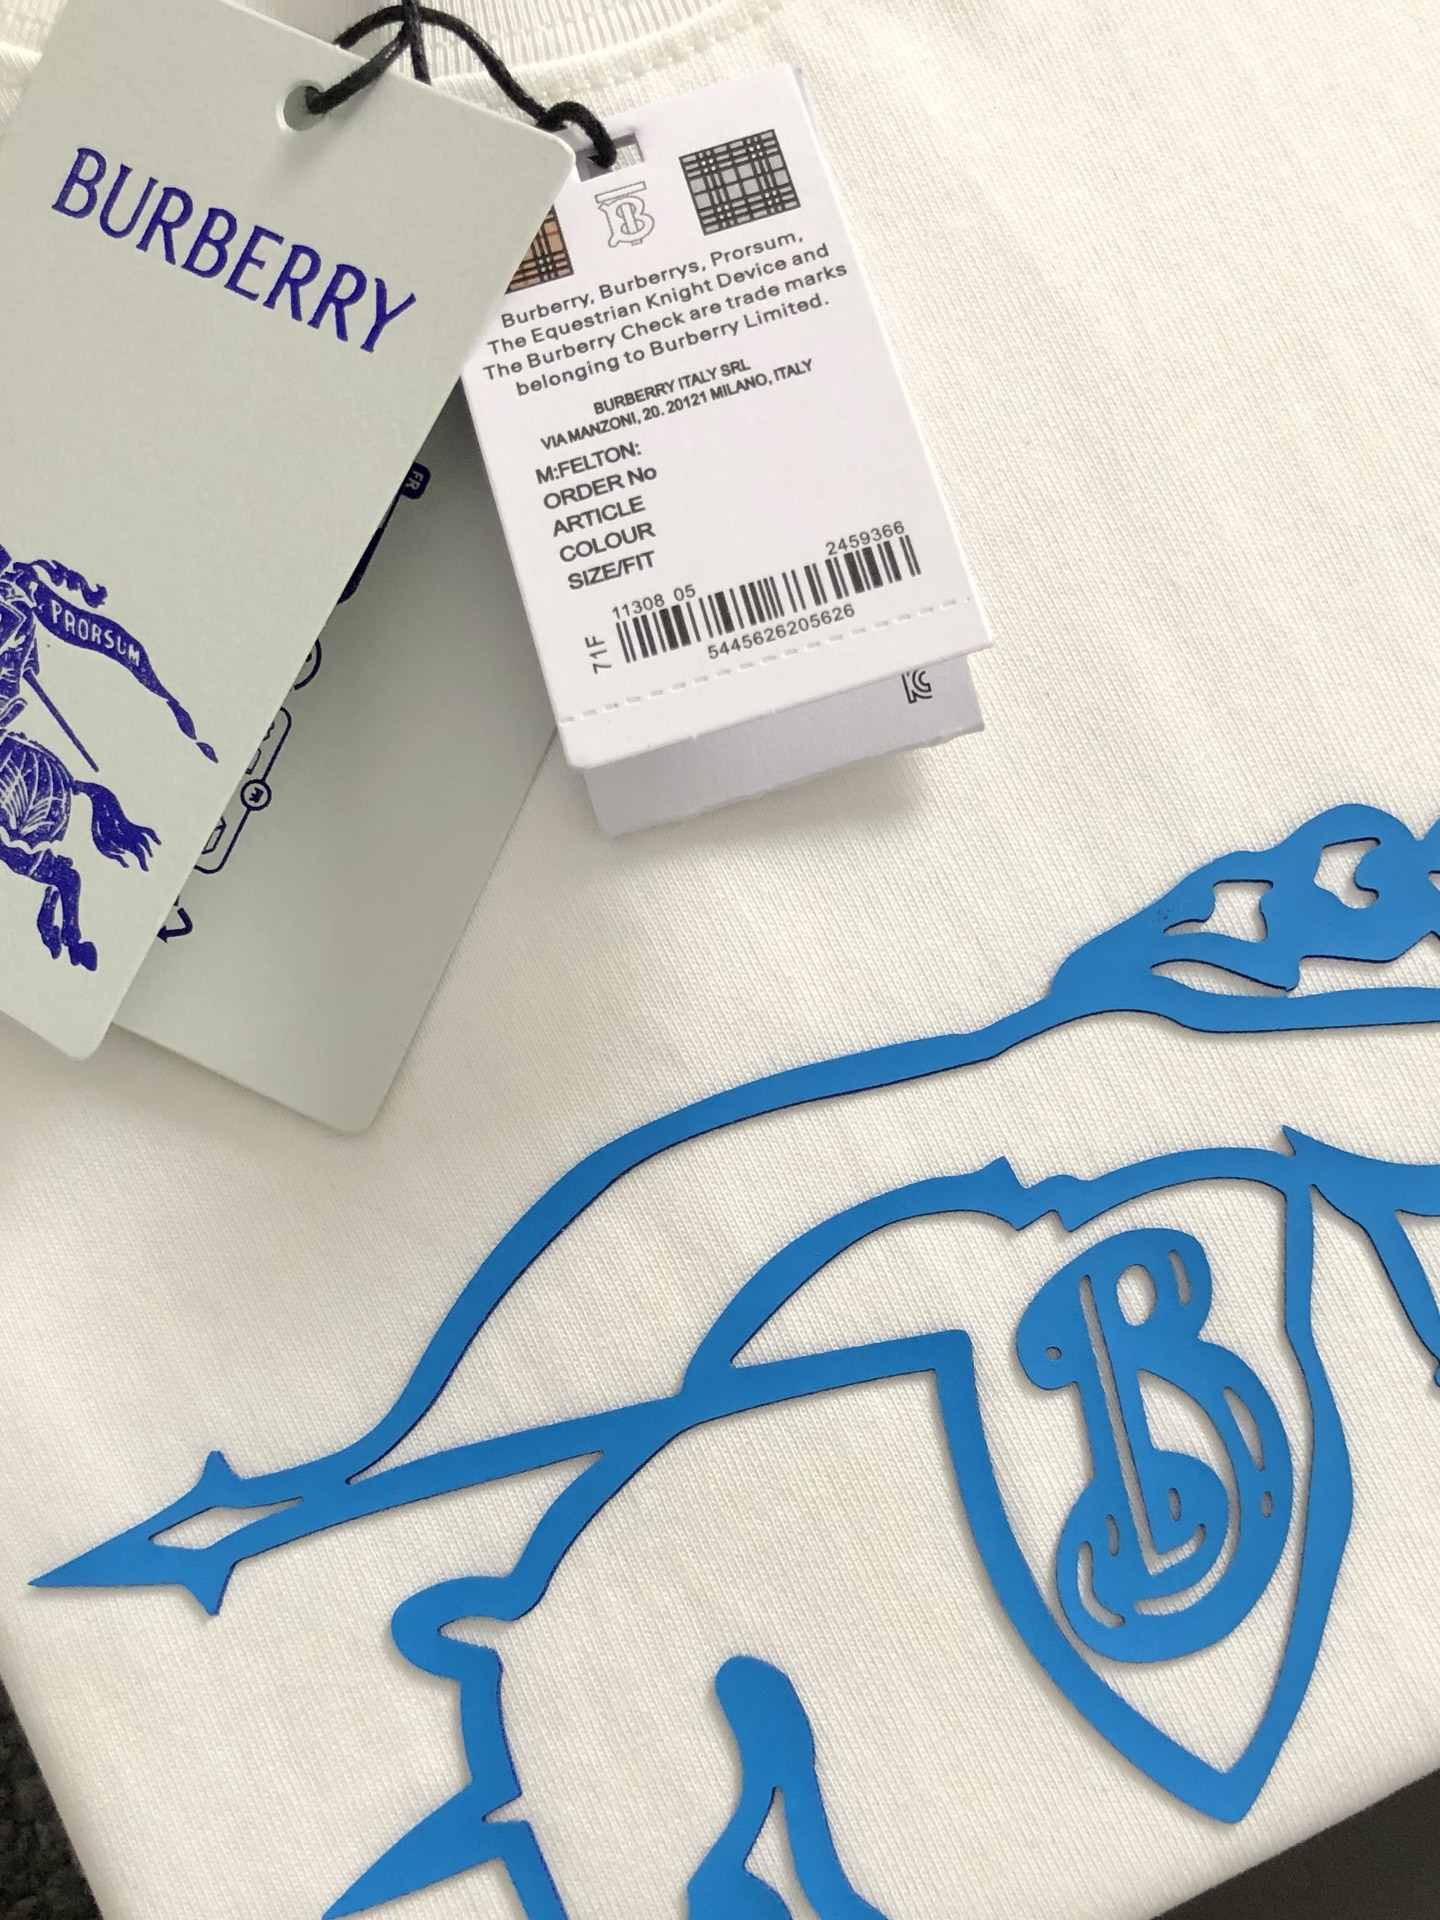 BURBERRY
PRORSUM
FR
B
Burberry, Burberrys, Prorsum,
The Equestrian Knight Device and
The Burberry Check are trade marks
belonging to Burberry Limited.
BURBERRY ITALY SRL
VIA MANZONI, 20. 20121 MILANO, ITALY
M:FELTON:
ORDER No
ARTICLE
COLOUR
SIZE/FIT
11308 05
2459366
71F
5445626205626
B